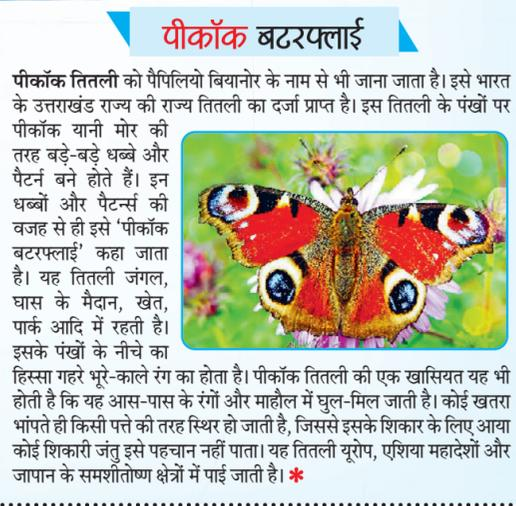 पीकॉक बटरफ्लाई
पीकॉक तितली को पैपिलियो बियानोर के नाम से भी जाना जाता है। इसे भारत
के उत्तराखंड राज्य की राज्य तितली का दर्जा प्राप्त है। इस तितली के पंखों पर
पीकॉक यानी मोर की
तरह बड़े-बड़े धब्बे और
पैटर्न बने होते हैं। इन
धब्बों और पैटर्न्स की
वजह से ही इसे ‘पीकॉक
बटरफ्लाई’ कहा जाता
है। यह तितली जंगल,
घास के मैदान, खेत,
पार्क आदि में रहती है।
इसके पंखों के नीचे का
हिस्सा गहरे भूरे-काले रंग का होता है। पीकॉक तितली की एक खासियत यह भी
होती है कि यह आस-पास के रंगों और माहौल में घुल-मिल जाती है। कोई खतरा
भांपते ही किसी पत्ते की तरह स्थिर हो जाती है, जिससे इसके शिकार के लिए आया
कोई शिकारी जंतु इसे पहचान नहीं पाता। यह तितली यूरोप, एशिया महादेशों और
जापान के समशीतोष्ण क्षेत्रों में पाई जाती है। *